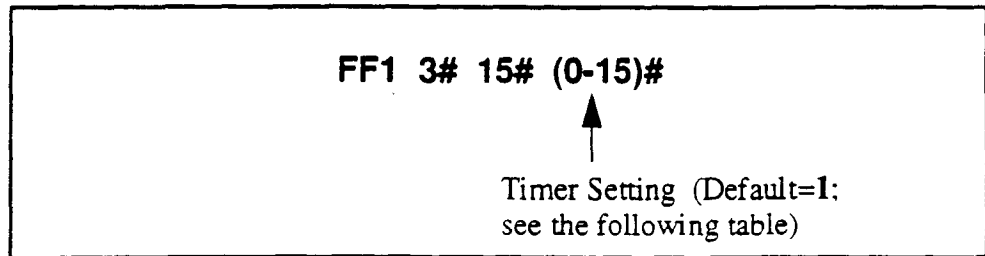 FF1 3# 15# (0-15)#
Timer Setting (Default=1;
see the following table)